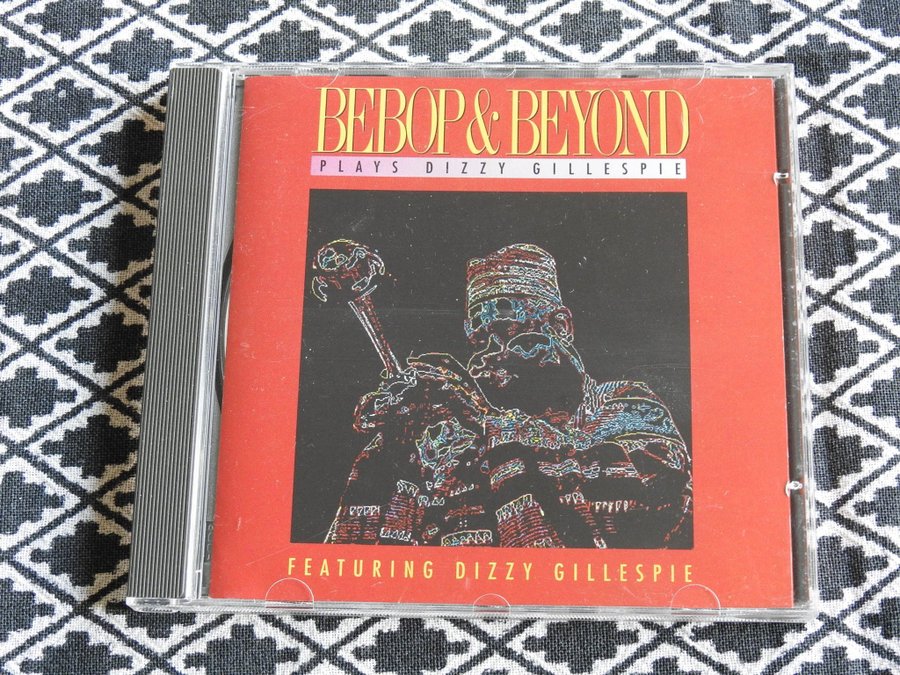 BEBOP & BEYOND
PLAYS DIZZY GILLESPIE
FEATURING DIZZY GILLESPIE